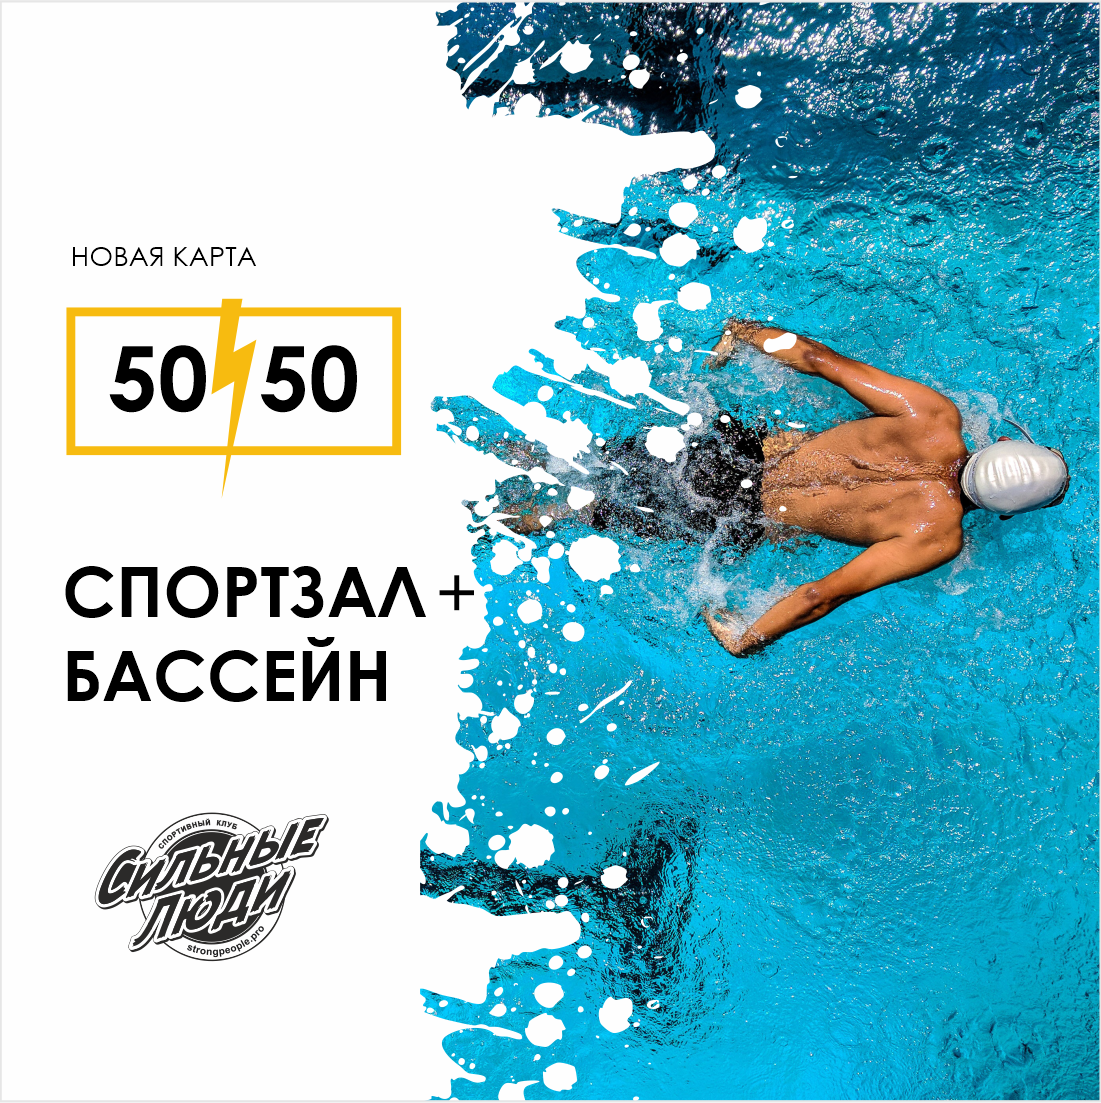 НОВАЯ КАРТА
50 50
СПОРТЗАЛ+
БАССЕЙН
СПОРТИВНЫЙ КЛУБ
СИЛЬНЫЕ
ЛЮДИ
strongpeople.pro